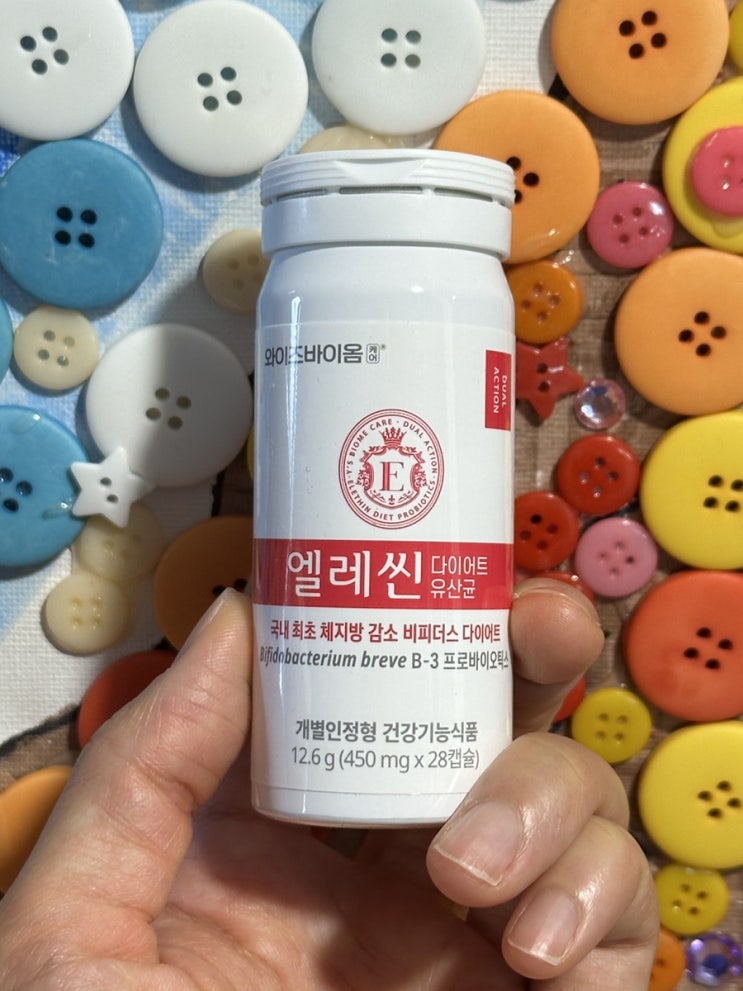 와이즈바이옴 케어®
DUAL
ACTION
Y'S BIOME CARE · DUAL ACTION
ELETHIN DIET PROBIOTICS
E
엘레씬 다이어트
유산균
국내 최초 체지방 감소 비피더스 다이어트
Bifidobacterium breve B-3 프로바이오틱스
개별인정형 건강기능식품
12.6 g (450 mg x 28캡슐)